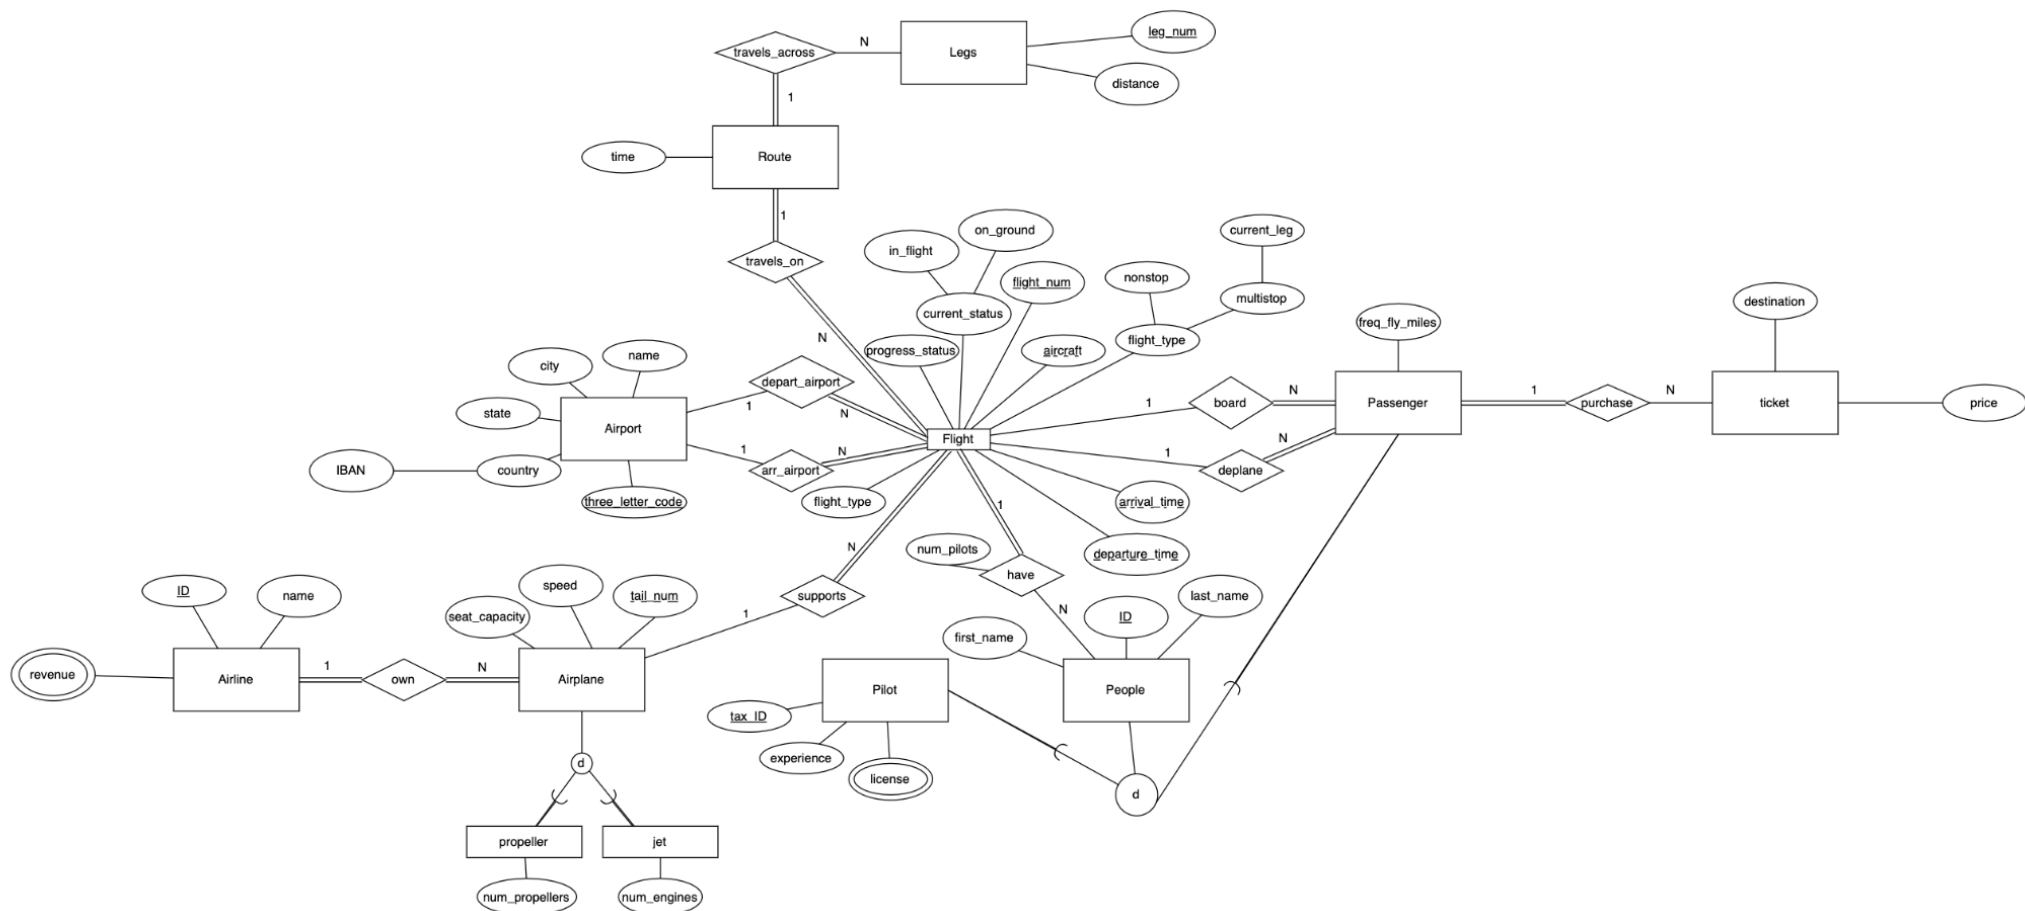 leg_num
travels_across
N
Legs
distance
1
time
Route
1
travels_on
in_flight
on_ground
current_leg
flight_num
nonstop
multistop
current_status
flight_type
destination
freq_fly_miles
N
progress_status
aircraft
name
city
depart_airport
state
1
N
Airport
board
1
N
Passenger
1
purchase
N
ticket
price
Flight
1
N
arr_airport
IBAN
country
1
N
deplane
three_letter_code
flight_type
arrival_time
1
N
num_pilots
departure_time
have
ID
name
speed
tail_num
seat_capacity
supports
1
N
ID
last_name
first_name
revenue
Airline
1
own
N
Airplane
Pilot
People
tax_ID
experience
license
d
d
propeller
jet
num_propellers
num_engines